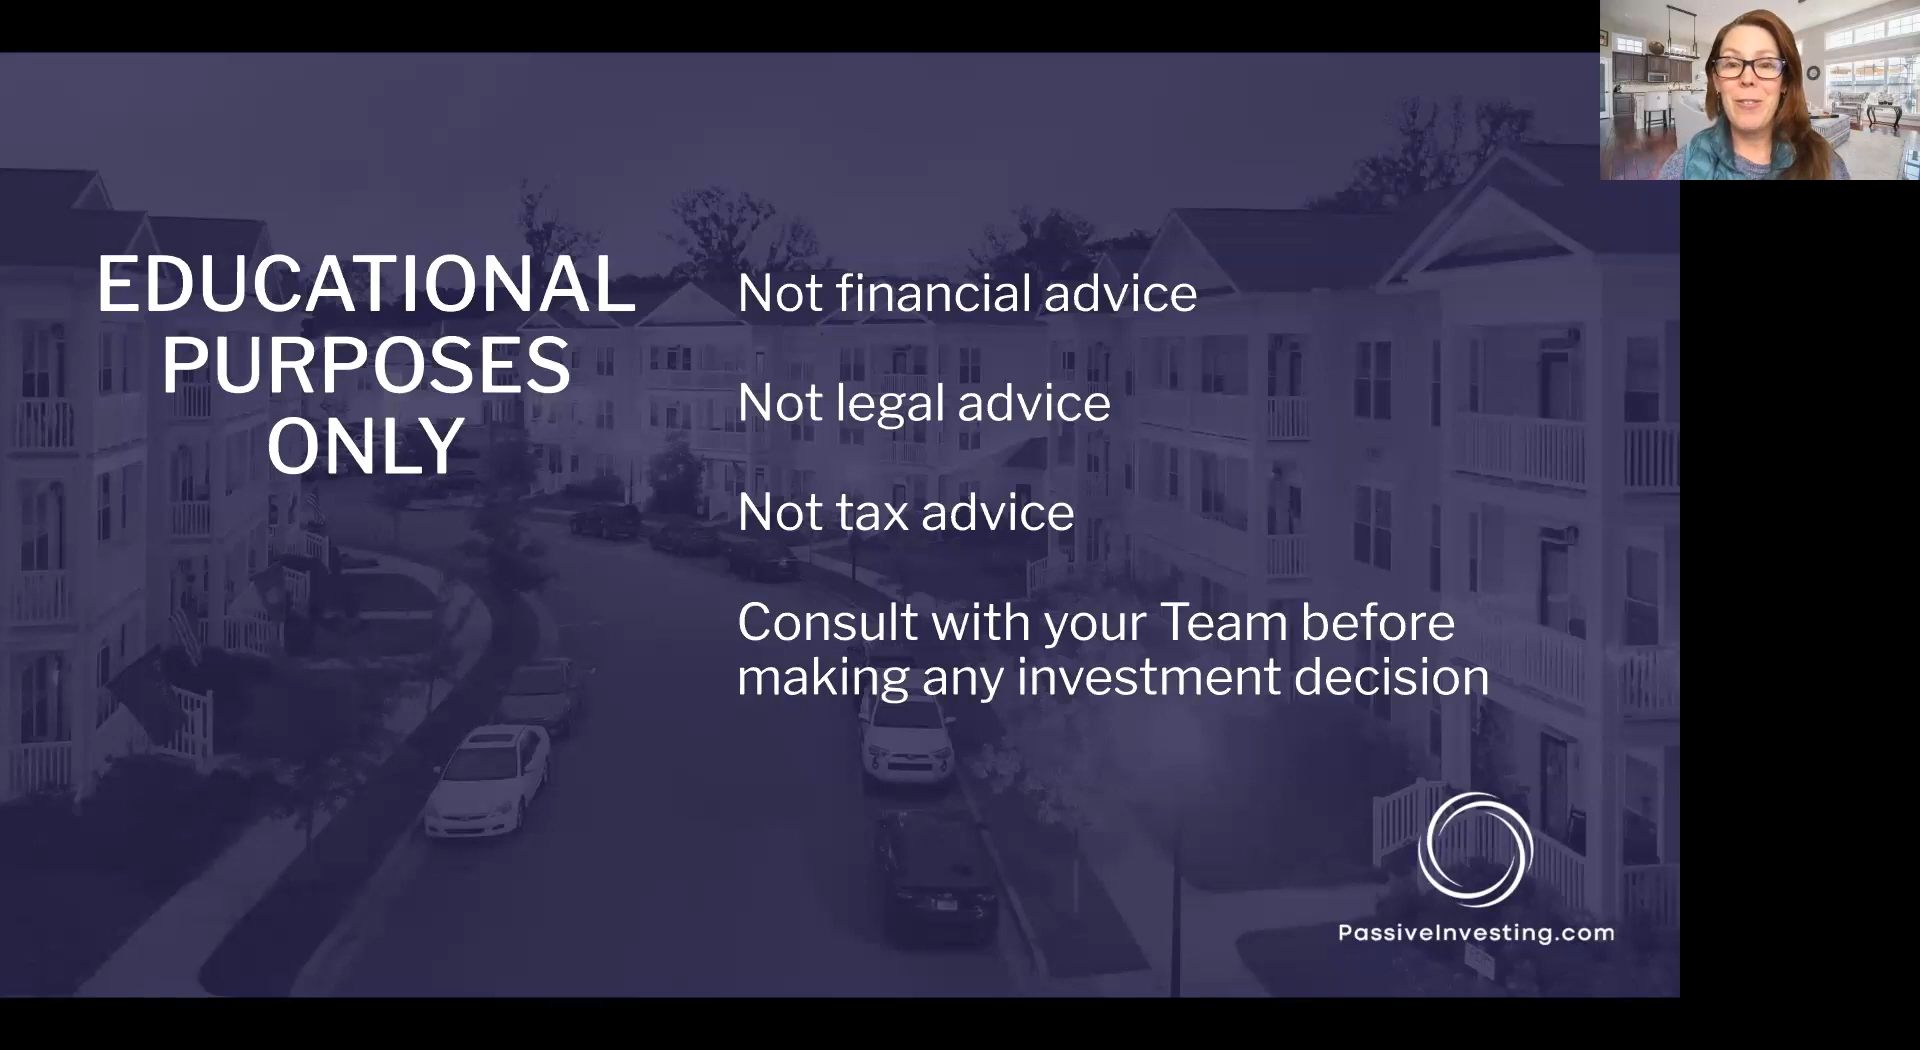 EDUCATIONAL
PURPOSES
ONLY
Not financial advice
Not legal advice
Not tax advice
Consult with your Team before
making any investment decision
PassiveInvesting.com